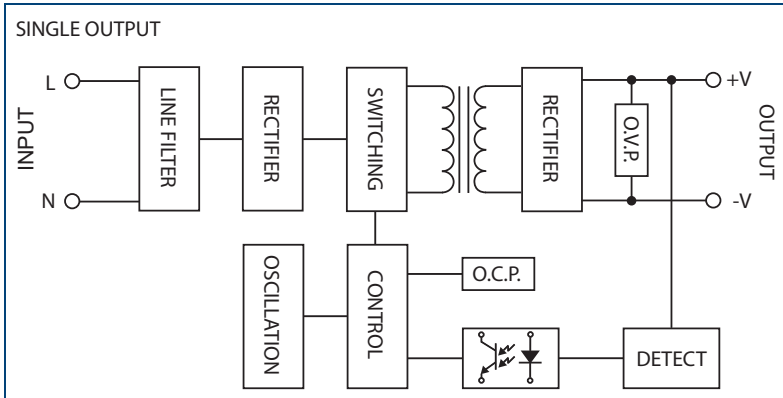 SINGLE OUTPUT
INPUT
L
N
LINE FILTER
RECTIFIER
SWITCHING
RECTIFIER
O.V.P.
+V
-V
OUTPUT
OSCILLATION
CONTROL
O.C.P.
DETECT